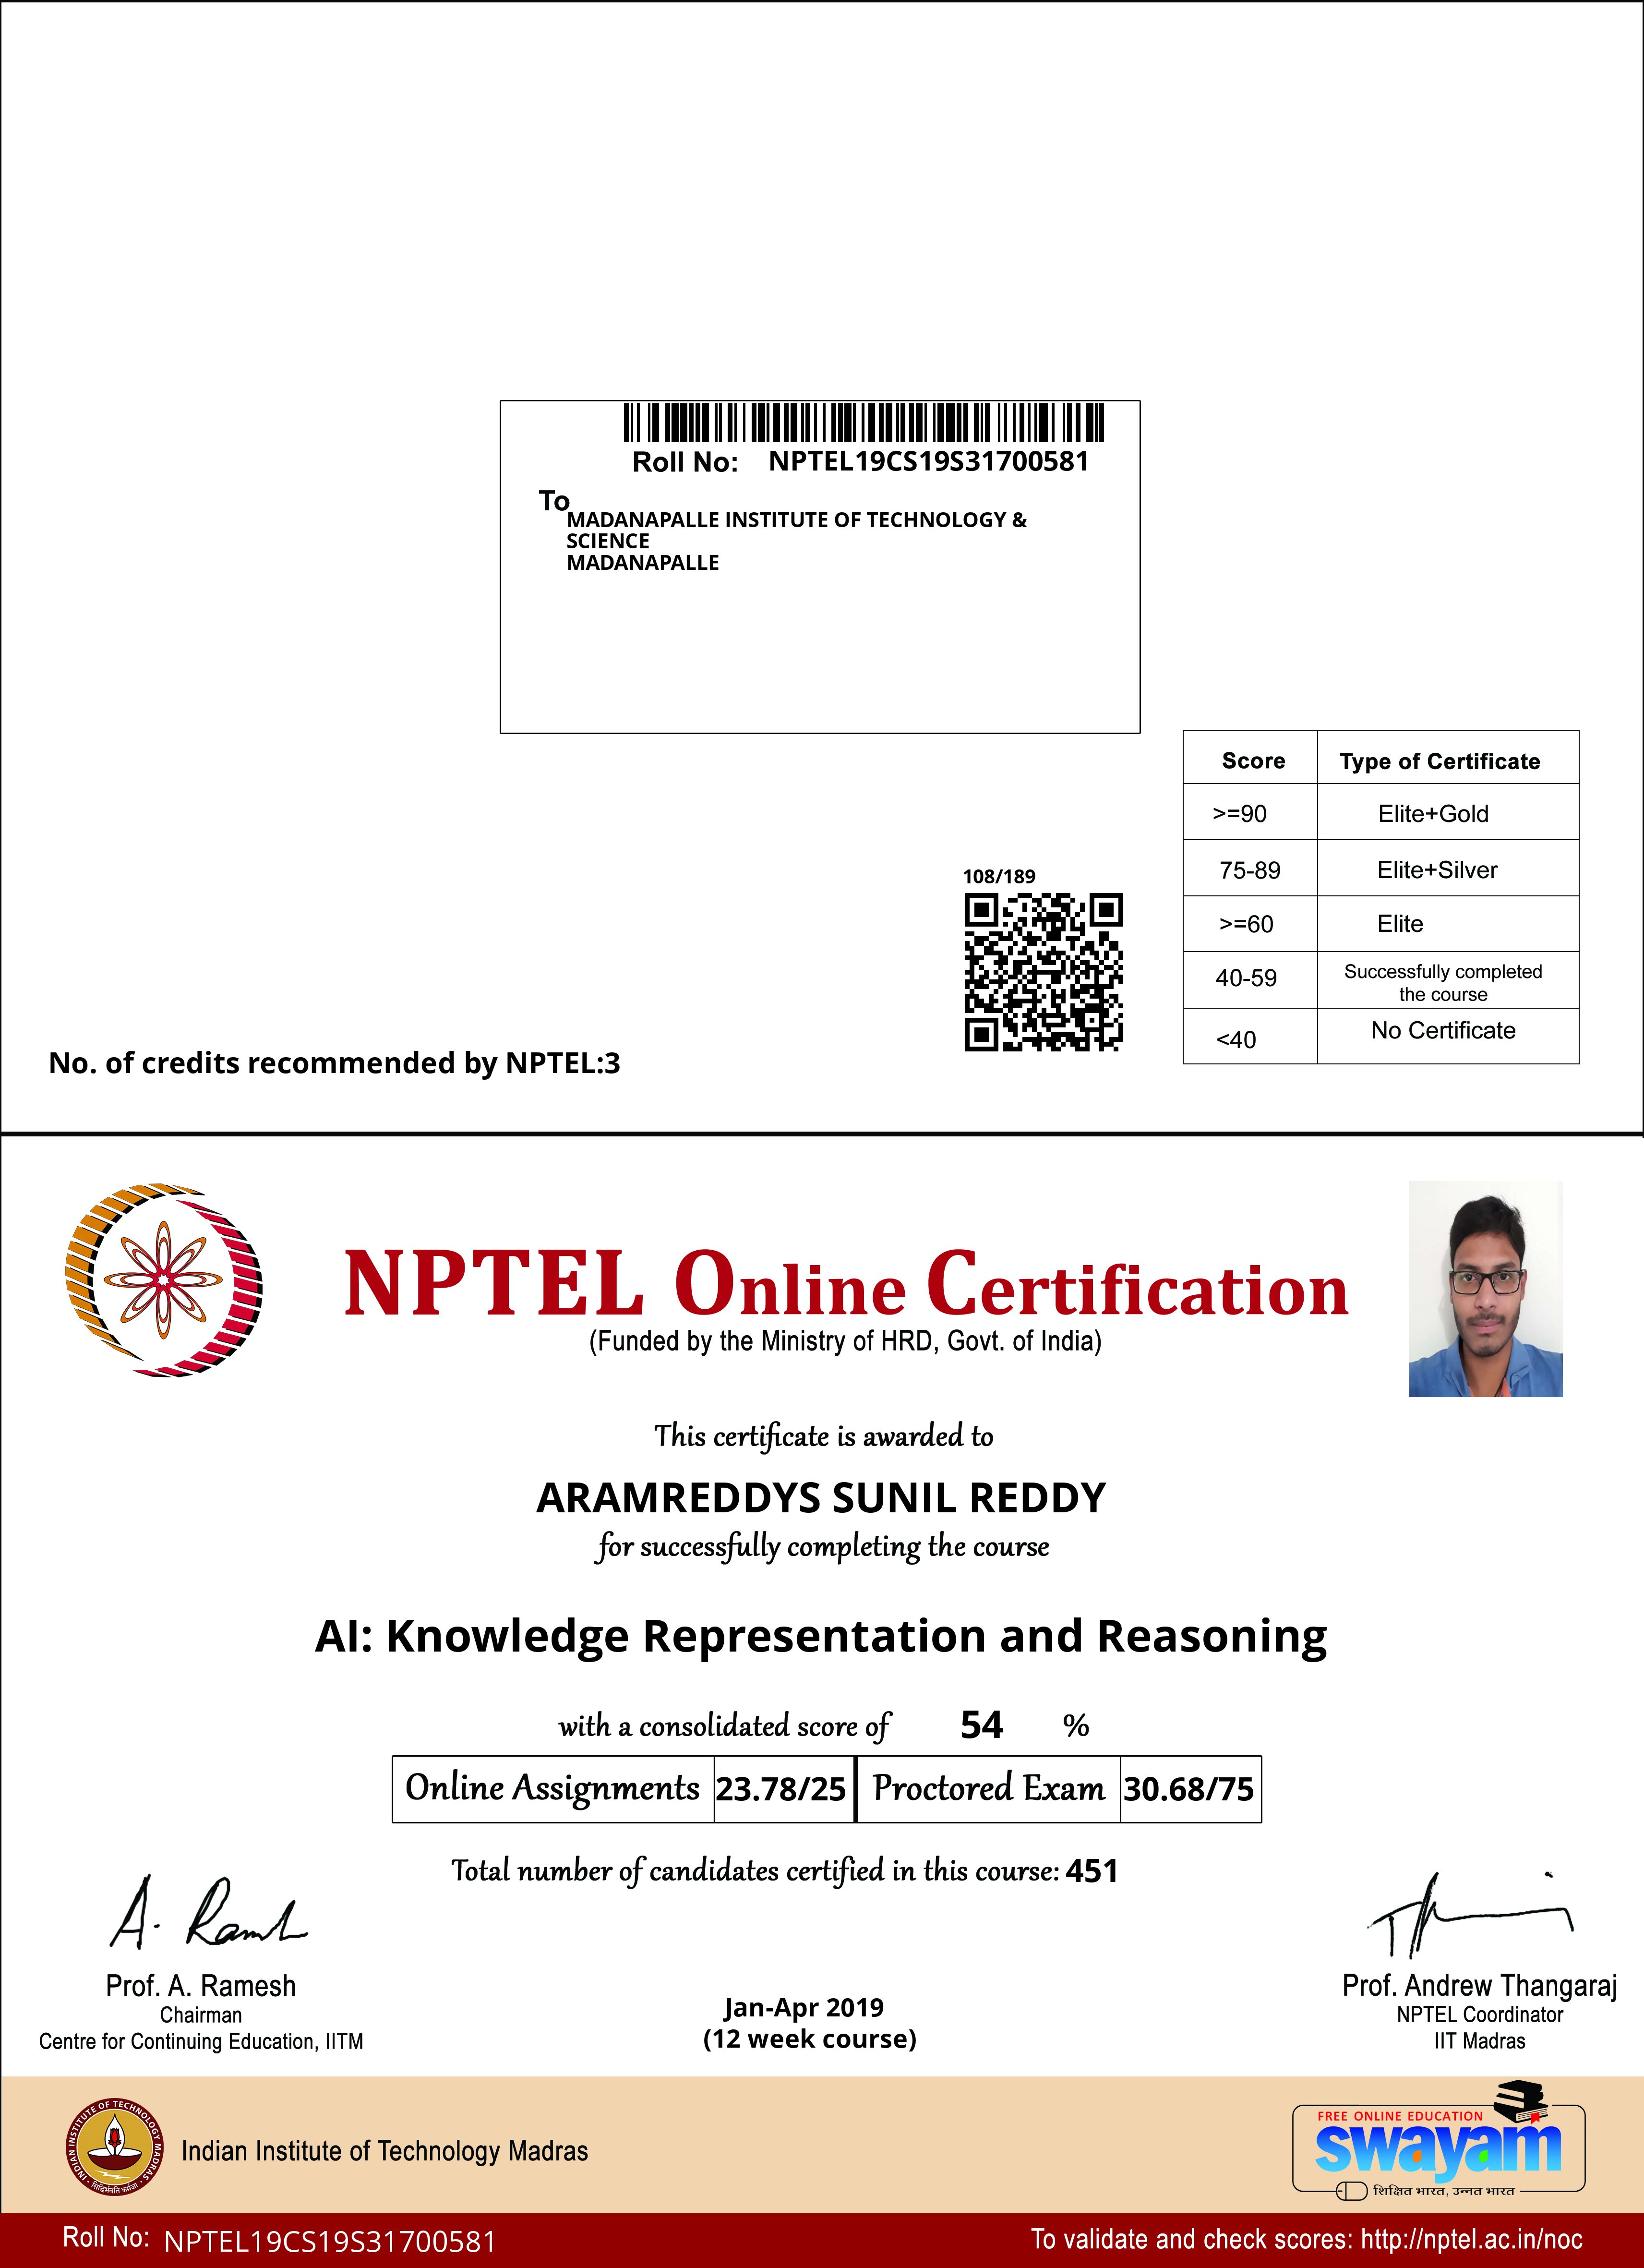 Roll No: NPTEL19CS19S31700581
To
MADANAPALLE INSTITUTE OF TECHNOLOGY &
SCIENCE
MADANAPALLE
Score Type of Certificate
>=90 Elite+Gold
75-89 Elite+Silver
>=60 Elite
40-59 Successfully completed
the course
<40 No Certificate
108/189
No. of credits recommended by NPTEL:3
NPTEL Online Certification
(Funded by the Ministry of HRD, Govt. of India)
This certificate is awarded to
ARAMREDDYS SUNIL REDDY
for successfully completing the course
AI: Knowledge Representation and Reasoning
with a consolidated score of 54 %
Online Assignments 23.78/25 Proctored Exam 30.68/75
Total number of candidates certified in this course: 451
A. Ramesh
Prof. A. Ramesh
Chairman
Centre for Continuing Education, IITM
Jan-Apr 2019
(12 week course)
Prof. Andrew Thangaraj
NPTEL Coordinator
IIT Madras
INDIAN INSTITUTE OF TECHNOLOGY MADRAS
सिद्धिर्भवति कर्मजा
Indian Institute of Technology Madras
FREE ONLINE EDUCATION
swayam
शिक्षित भारत, उन्नत भारत
Roll No: NPTEL19CS19S31700581
To validate and check scores: http://nptel.ac.in/noc